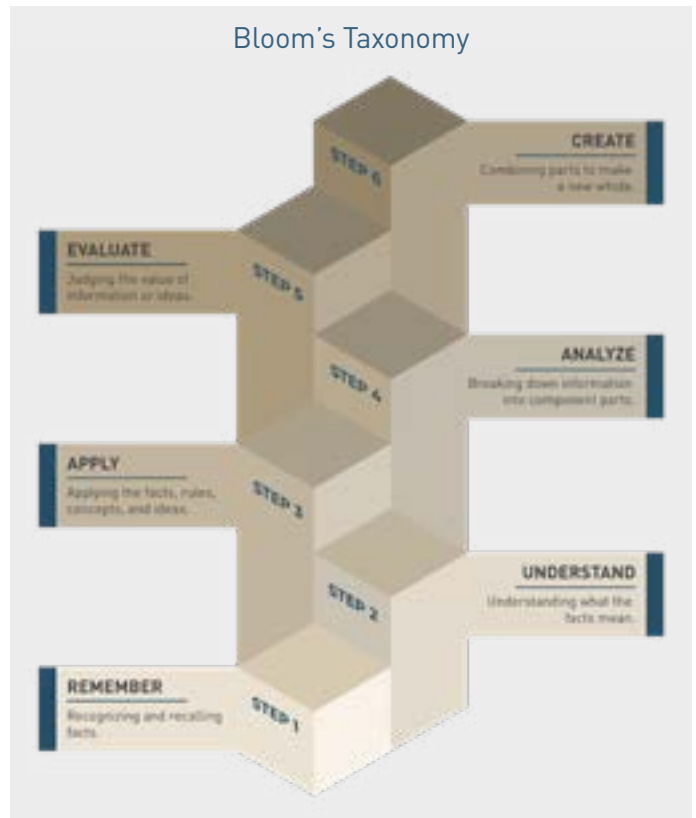 Bloom's Taxonomy
STEP 6
CREATE
Combining parts to make
a new whole.
EVALUATE
Judging the value of
information or ideas.
STEP 5
STEP 4
ANALYZE
Breaking down information
into component parts.
APPLY
Applying the facts, rules,
concepts, and ideas.
STEP 3
STEP 2
UNDERSTAND
Understanding what the
facts mean.
REMEMBER
Recognizing and recalling
facts.
STEP 1